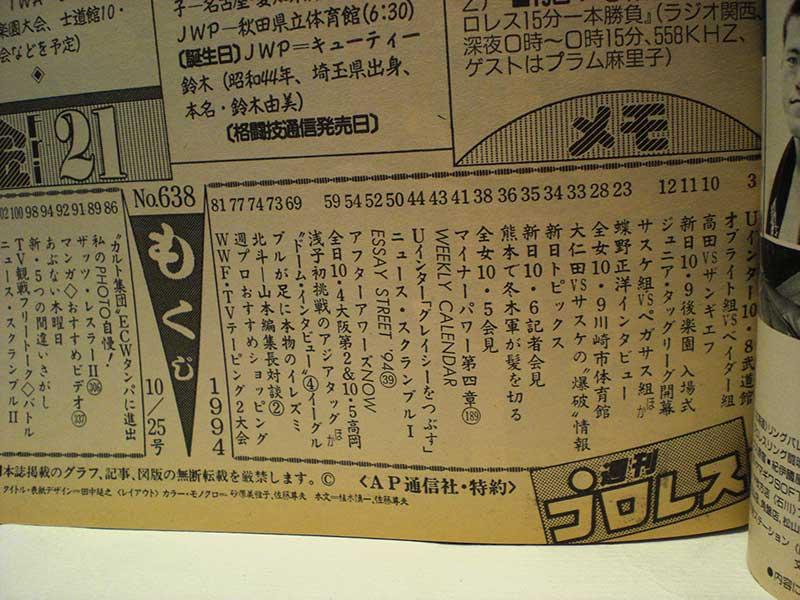 楽園大会、士道館10・
会などを予定)
子―名古屋・愛知
JWP―秋田県立体育館(6:30)
〔誕生日〕JWP=キューティー
鈴木(昭和44年、埼玉県出身、
本名・鈴木由美)
〔格闘技通信発売日〕
ロレス15分一本勝負』(ラジオ関西、
深夜0時〜0時15分、558KHZ、
ゲストはプラム麻里子)
Fri
21
メモ
3
Uインターパワー10・8武道館
オブライト組VSベイダー組
10 高田VSザンギエフ
11 新日10・9後楽園 入場式
12 ジュニア・タッグリーグ開幕
サスケ組VSペガサス組ほか
23 蝶野正洋インタビュー
28 全女10・9川崎市体育館
33 大仁田VSサスケの“爆破”情報
34 新日トピックス
35 新日10・6記者会見
36 熊本で冬木軍が髪を切る
38 全女10・5会見
41 マイナーパワー第四章(189)
43 WEEKLY CALENDAR
44 Uインター「グレイシーをつぶす」
50 ニュース・スクランブルI
52 ESSAY STREET '94(39)
50 アフターアワーズNOW
54 全日10・4大阪第2&10・5高岡
59 浅子初挑戦のアジアタッグほか
69 “ドーム・インタビュー”④イーグル
73 ブルが足に本物のイレズミ
74 北斗―山本編集長対談②
77 週プロおすすめショッピング
81 WWF・TVテーピング2大会
No.638
もくじ
1994
10/25号
86 “カルト集団”ECWタンパに進出
89 私のPHOTO自慢!
91 ザッツ・レスラーII(306)
92 マンガ◇おすすめビデオ(337)
94 あぶない木曜日
98 新・5つの間違いさがし
100 TV観戦フリートーク◇バトル
102 ニュース・スクランブルII
本誌掲載のグラフ、記事、図版の無断転載を厳禁します。© 〈AP通信社・特約〉
週刊プロレス